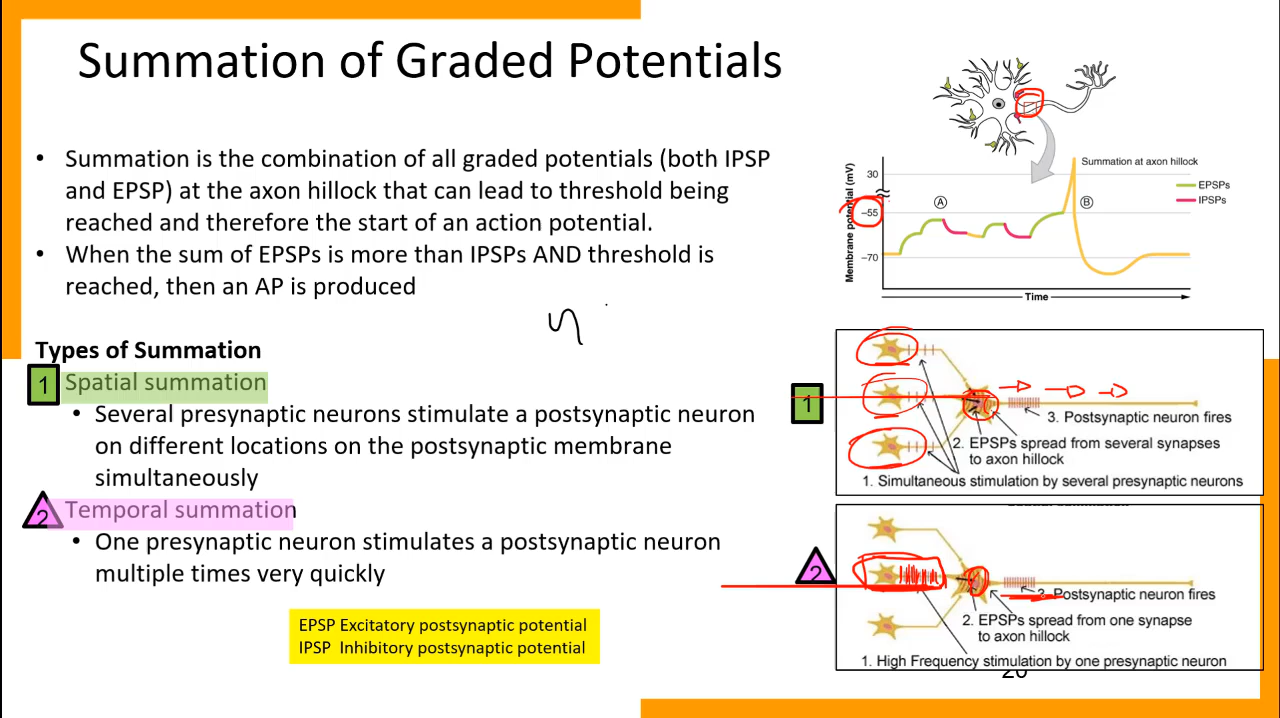 Summation of Graded Potentials
• Summation is the combination of all graded potentials (both IPSP
and EPSP) at the axon hillock that can lead to threshold being
reached and therefore the start of an action potential.
• When the sum of EPSPs is more than IPSPs AND threshold is
reached, then an AP is produced
Types of Summation
1 Spatial summation
• Several presynaptic neurons stimulate a postsynaptic neuron
on different locations on the postsynaptic membrane
simultaneously
2 Temporal summation
• One presynaptic neuron stimulates a postsynaptic neuron
multiple times very quickly
EPSP Excitatory postsynaptic potential
IPSP Inhibitory postsynaptic potential
Summation at axon hillock
Membrane potential (mV)
30
–55
–70
A
B
EPSPs
IPSPs
Time
1
3. Postsynaptic neuron fires
2. EPSPs spread from several synapses
to axon hillock
1. Simultaneous stimulation by several presynaptic neurons
2
3. Postsynaptic neuron fires
2. EPSPs spread from one synapse
to axon hillock
1. High Frequency stimulation by one presynaptic neuron